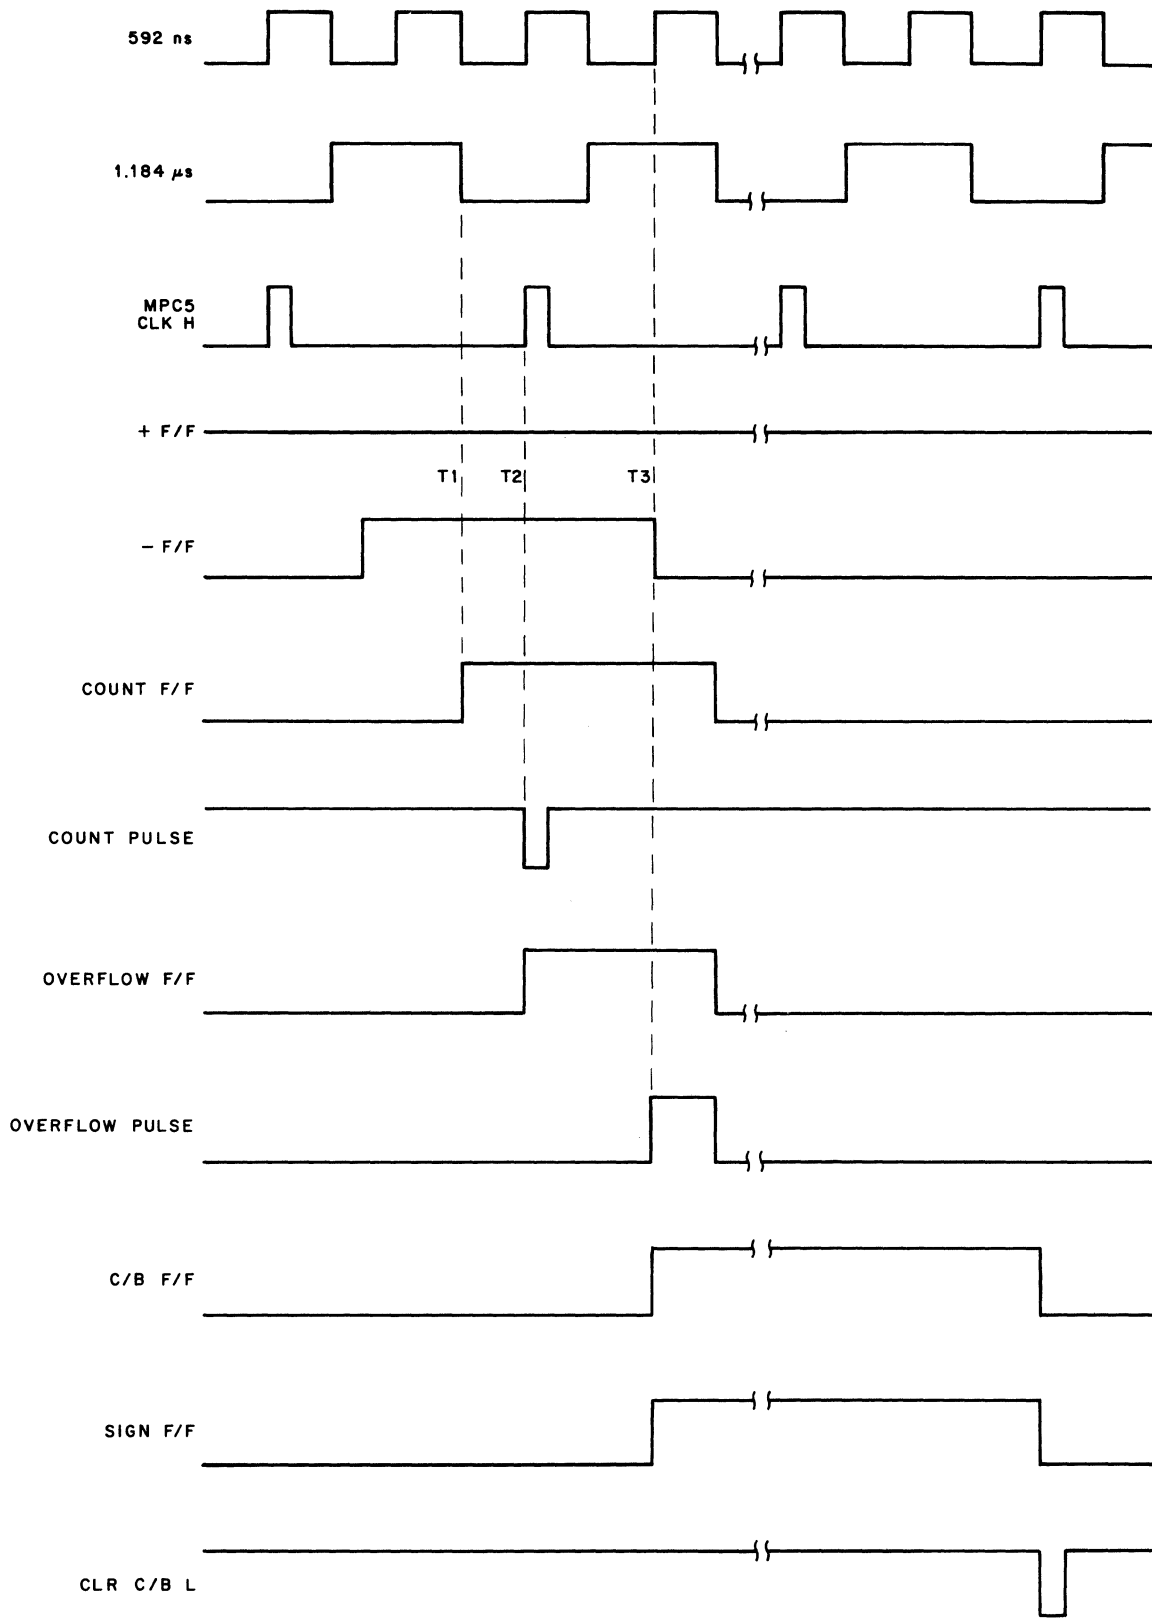 592 ns
1.184 μs
MPC5
CLK H
+ F/F
T1 T2 T3
— F/F
COUNT F/F
COUNT PULSE
OVERFLOW F/F
OVERFLOW PULSE
C/B F/F
SIGN F/F
CLR C/B L